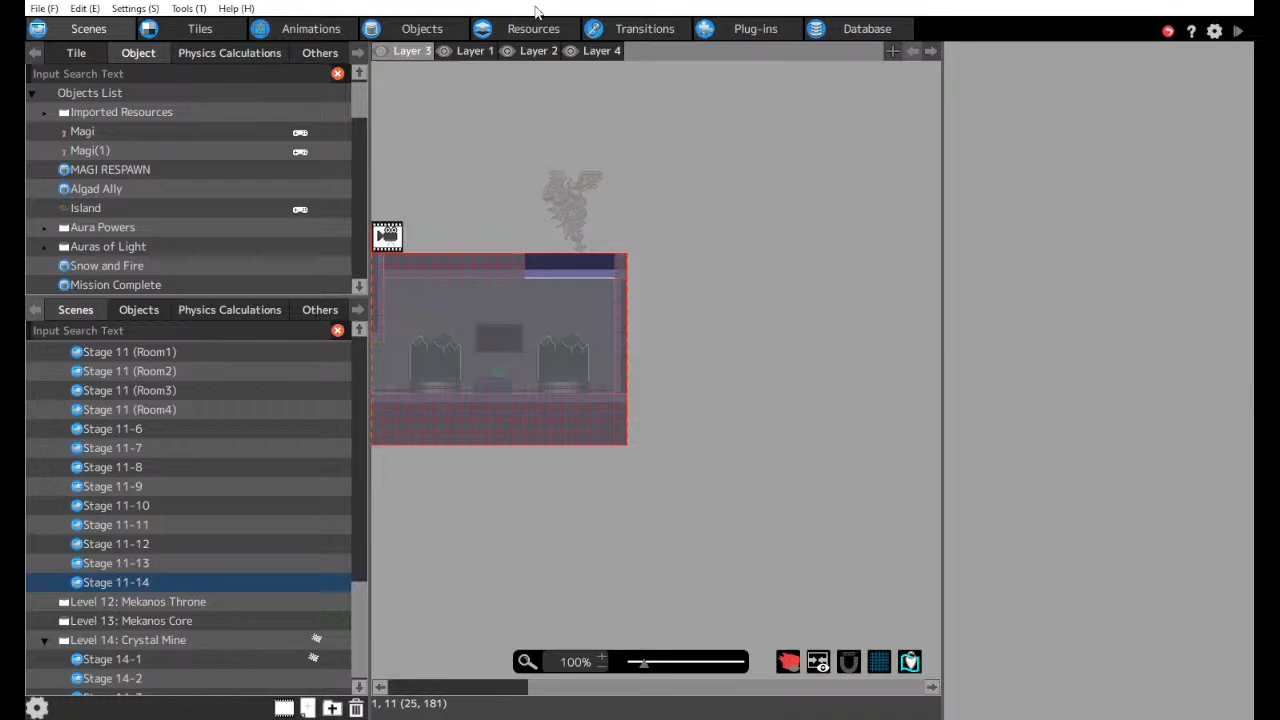 File (F) Edit (E) Settings (S) Tools (T) Help (H)
Scenes Tiles Animations Objects Resources Transitions Plug-ins Database
Tile Object Physics Calculations Others
Layer 3 Layer 1 Layer 2 Layer 4
Input Search Text
Objects List
Imported Resources
Magi
Magi(1)
MAGI RESPAWN
Algad Ally
Island
Aura Powers
Auras of Light
Snow and Fire
Mission Complete
Scenes Objects Physics Calculations Others
Input Search Text
Stage 11 (Room1)
Stage 11 (Room2)
Stage 11 (Room3)
Stage 11 (Room4)
Stage 11-6
Stage 11-7
Stage 11-8
Stage 11-9
Stage 11-10
Stage 11-11
Stage 11-12
Stage 11-13
Stage 11-14
Level 12: Mekanos Throne
Level 13: Mekanos Core
Level 14: Crystal Mine
Stage 14-1
Stage 14-2
100%
1, 11 (25, 181)